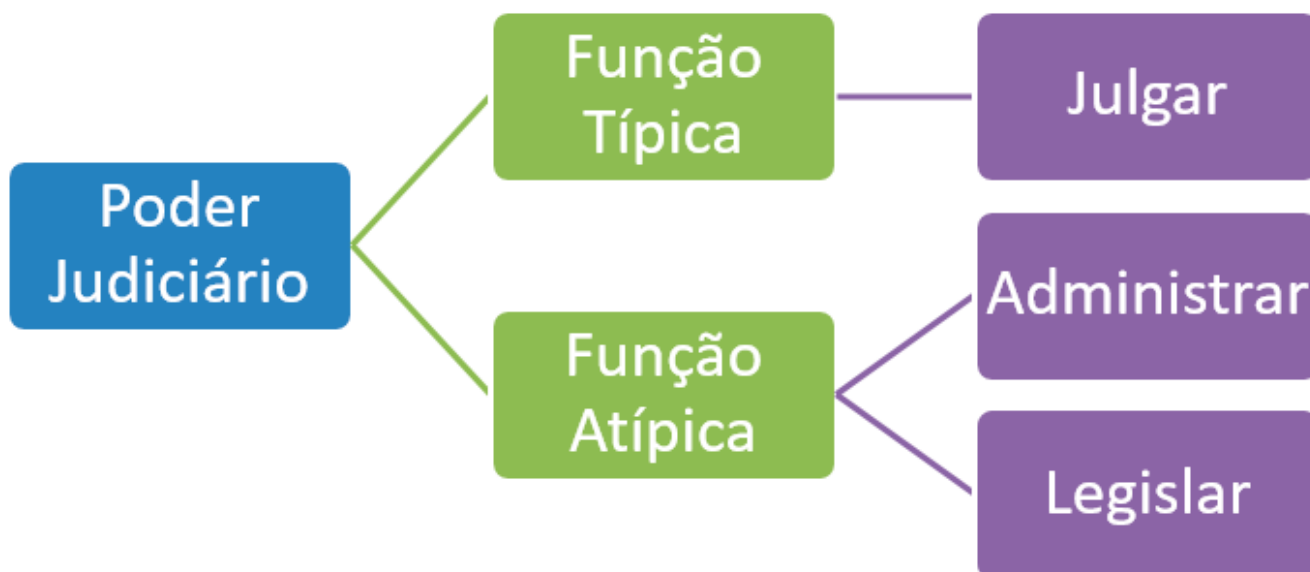 Poder
Judiciário
Função
Típica
Julgar
Função
Atípica
Administrar
Legislar